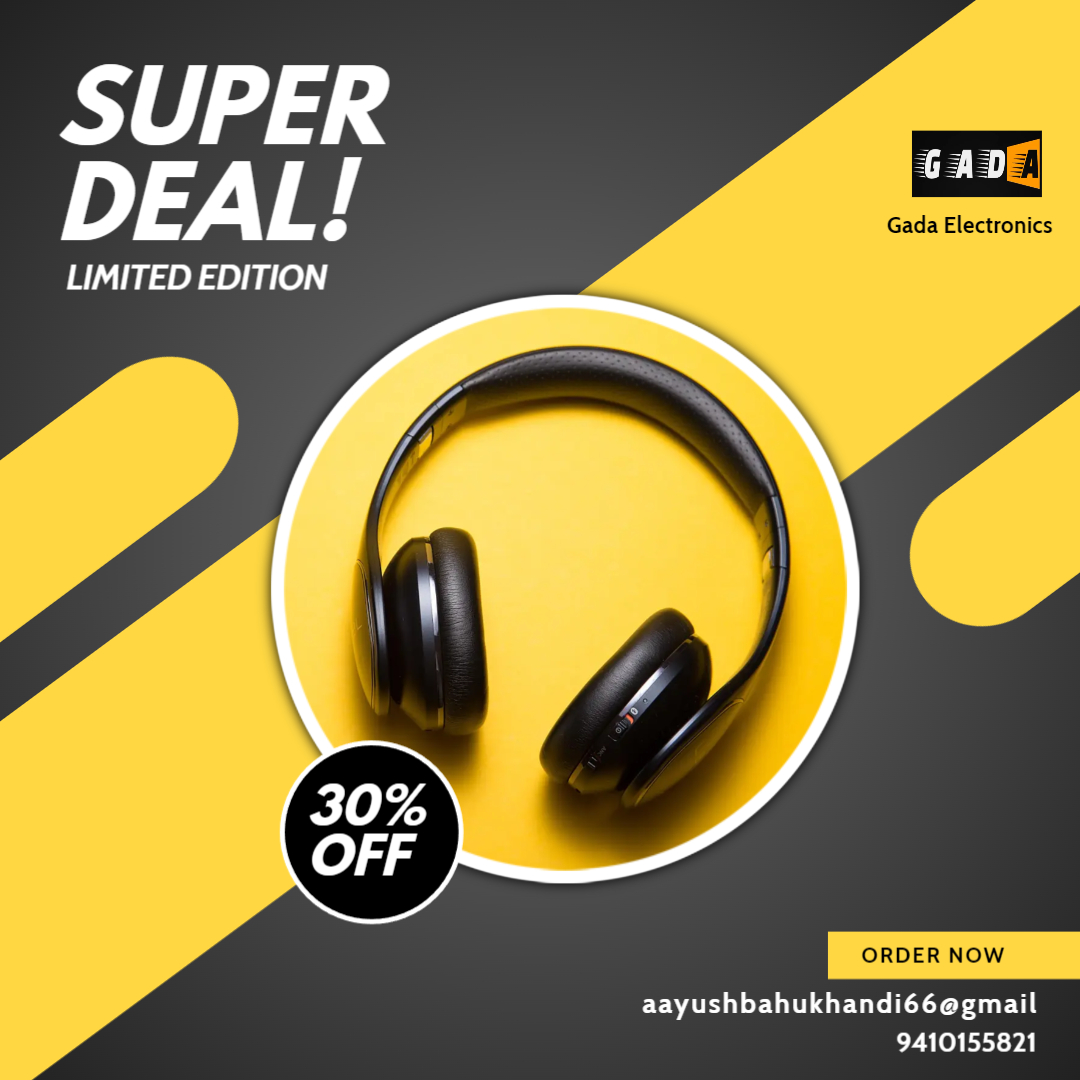 SUPER
DEAL!
LIMITED EDITION
GADA
Gada Electronics
30%
OFF
ORDER NOW
aayushbahukhandi66@gmail
9410155821